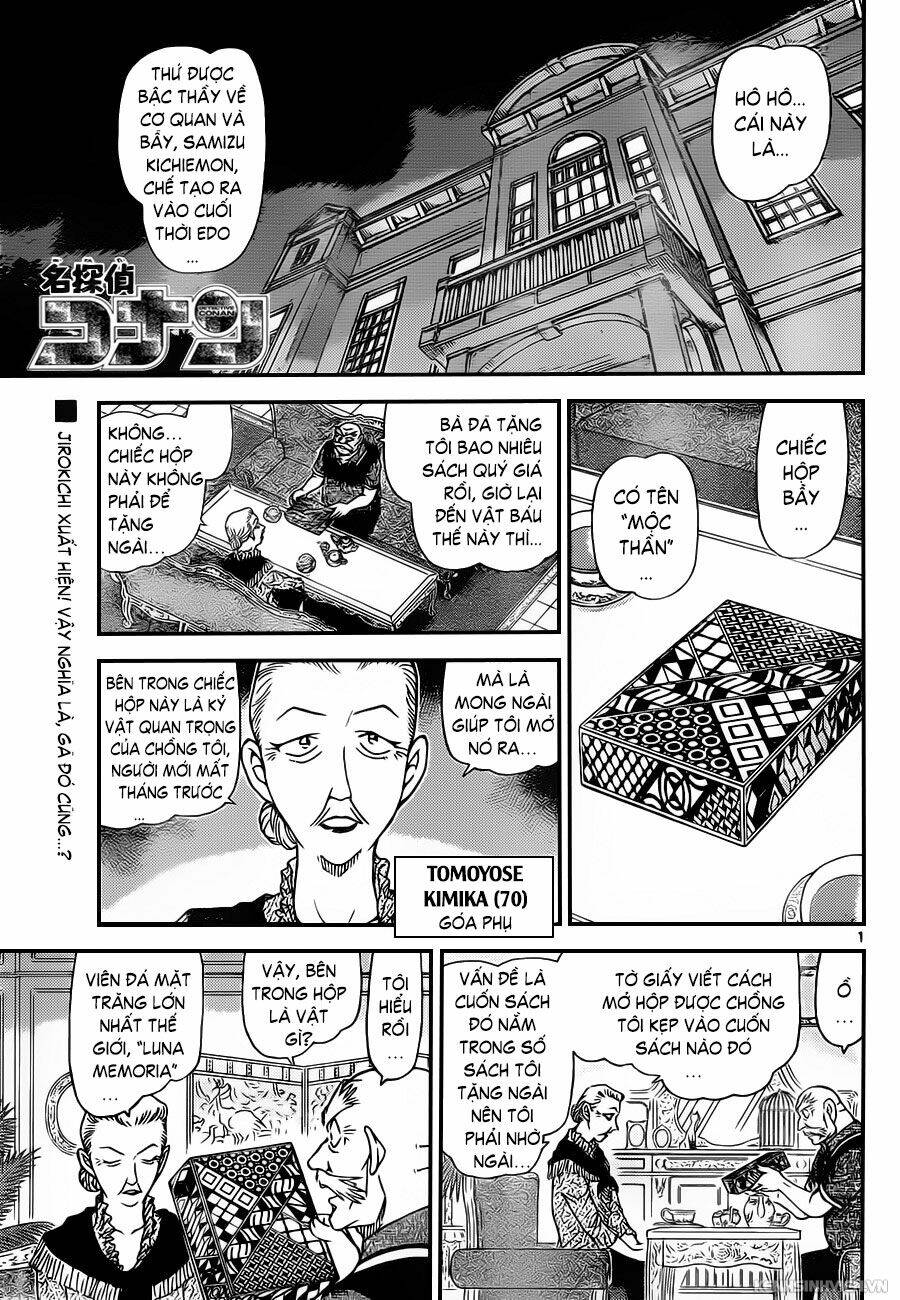 HÔ HÔ...
CÁI NÀY
LÀ...
THỨ ĐƯỢC
BẬC THẦY VỀ
CƠ QUAN VÀ
BẪY, SAMIZU
KICHIEMON,
CHẾ TẠO RA
VÀO CUỐI
THỜI EDO
...
名探偵
コナン
DETECTIVE
CONAN
JIROKICHI XUẤT HIỆN! VẬY NGHĨA LÀ, GÃ ĐÓ CŨNG...?
CHIẾC
HỘP
BẪY
...
CÓ TÊN
"MỘC
THẦN"
...
BÀ ĐÃ TẶNG
TÔI BAO NHIÊU
SÁCH QUÝ GIÁ
RỒI, GIỜ LẠI
ĐẾN VẬT BÁU
THẾ NÀY THÌ...
KHÔNG...
CHIẾC HỘP
NÀY KHÔNG
PHẢI ĐỂ
TẶNG
NGÀI...
MÀ LÀ
MONG NGÀI
GIÚP TÔI MỞ
NÓ RA...
BÊN TRONG CHIẾC
HỘP NÀY LÀ KỶ
VẬT QUAN TRỌNG
CỦA CHỒNG TÔI,
NGƯỜI MỚI MẤT
THÁNG TRƯỚC
...
TOMOYOSE
KIMIKA (70)
GÓA PHỤ
1
Ồ
...
TỜ GIẤY VIẾT CÁCH
MỞ HỘP ĐƯỢC CHỒNG
TÔI KẸP VÀO CUỐN
SÁCH NÀO ĐÓ
...
VẤN ĐỀ LÀ
CUỐN SÁCH
ĐÓ NẰM
TRONG SỐ
SÁCH TÔI
TẶNG NGÀI
NÊN TÔI
PHẢI NHỜ
NGÀI...
TÔI
HIỂU
RỒI
...
VẬY, BÊN
TRONG HỘP
LÀ VẬT
GÌ?
VIÊN ĐÁ MẶT
TRĂNG LỚN
NHẤT THẾ
GIỚI, "LUNA
MEMORIA"
...